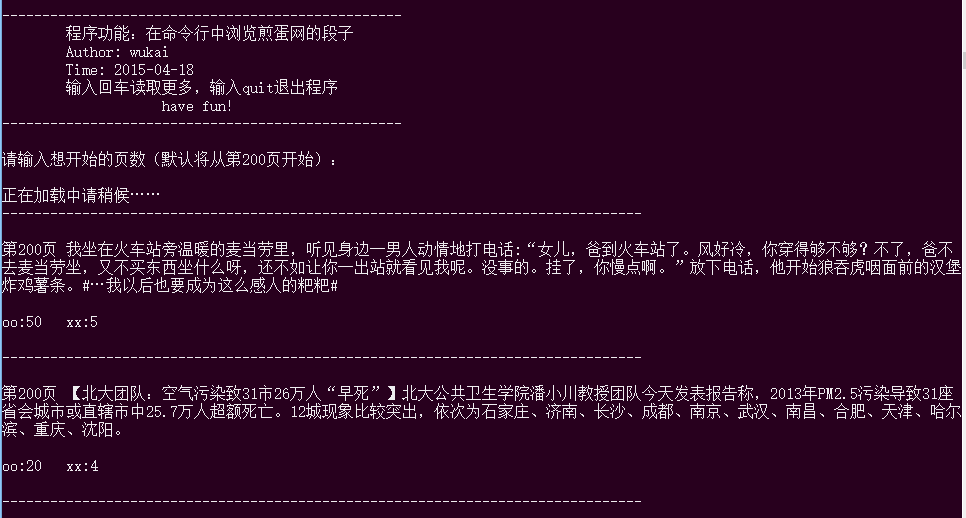 --------------------------------------------------
程序功能：在命令行中浏览煎蛋网的段子
Author: wukai
Time: 2015-04-18
输入回车读取更多，输入quit退出程序
have fun!
--------------------------------------------------
请输入想开始的页数（默认将从第200页开始）：
正在加载中请稍候……
--------------------------------------------------------------------------------
第200页 我坐在火车站旁温暖的麦当劳里，听见身边一男人动情地打电话:“女儿，爸到火车站了。风好冷，你穿得够不够？不了，爸不
去麦当劳坐，又不买东西坐什么呀，还不如让你一出站就看见我呢。没事的。挂了，你慢点啊。”放下电话，他开始狼吞虎咽面前的汉堡
炸鸡薯条。#…我以后也要成为这么感人的粑粑#
oo:50 xx:5
--------------------------------------------------------------------------------
第200页 【北大团队：空气污染致31市26万人“早死”】北大公共卫生学院潘小川教授团队今天发表报告称，2013年PM2.5污染导致31座
省会城市或直辖市中25.7万人超额死亡。12城现象比较突出，依次为石家庄、济南、长沙、成都、南京、武汉、南昌、合肥、天津、哈尔
滨、重庆、沈阳。
oo:20 xx:4
--------------------------------------------------------------------------------